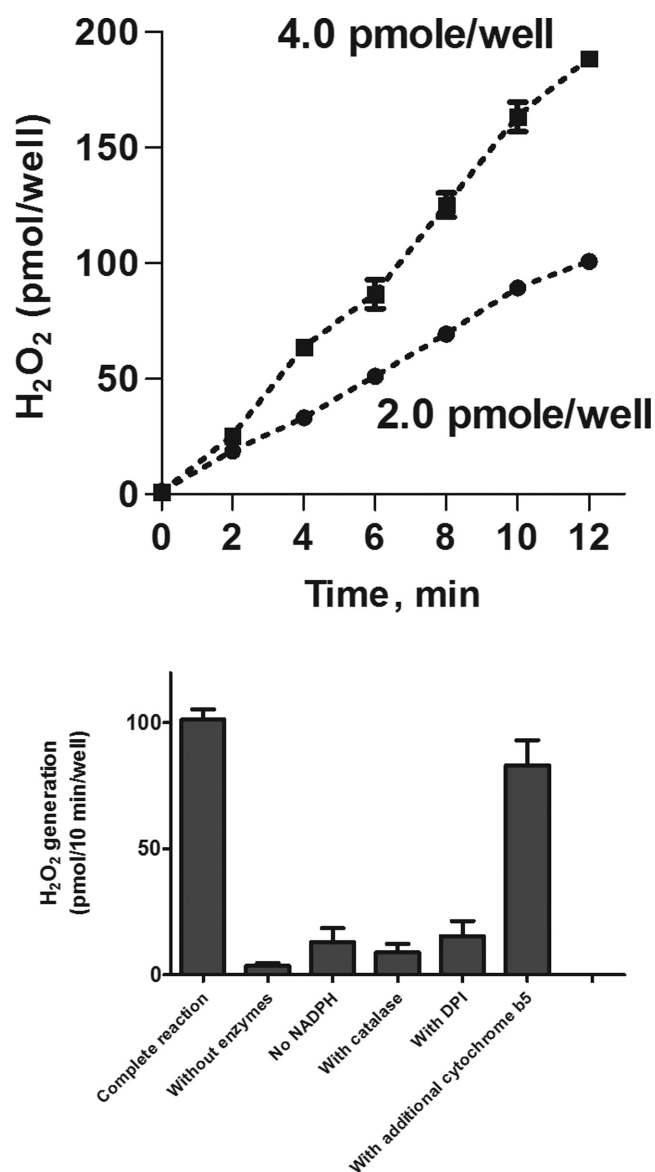 4.0 pmole/well
200
150
100
50
0
H₂O₂ (pmol/well)
2.0 pmole/well
0 2 4 6 8 10 12
Time, min
H₂O₂ generation
(pmol/10 min/well)
100
50
0
Complete reaction
Without enzymes
No NADPH
With catalase
With DPI
With additional cytochrome b5